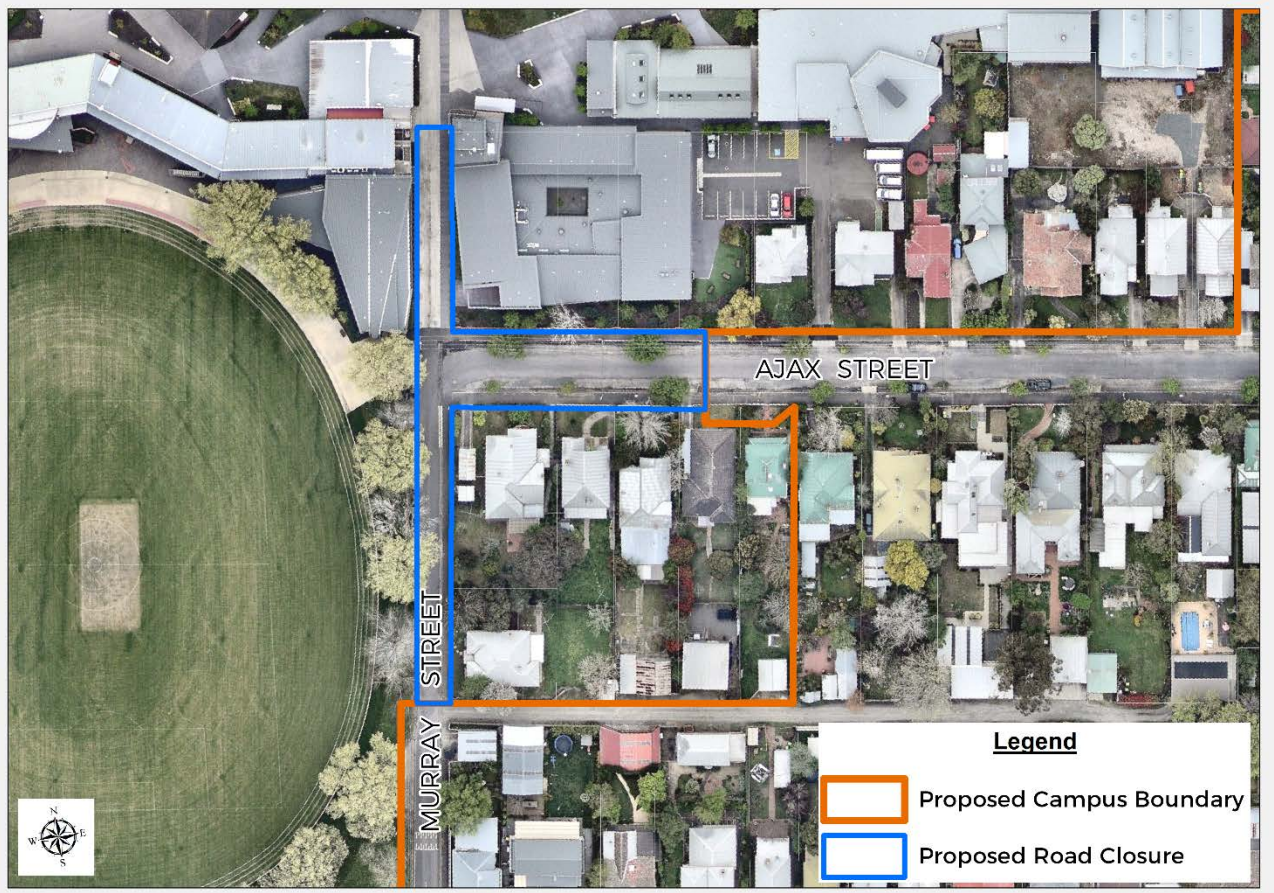 AJAX STREET
MURRAY STREET
Legend
Proposed Campus Boundary
Proposed Road Closure
N
W E
S